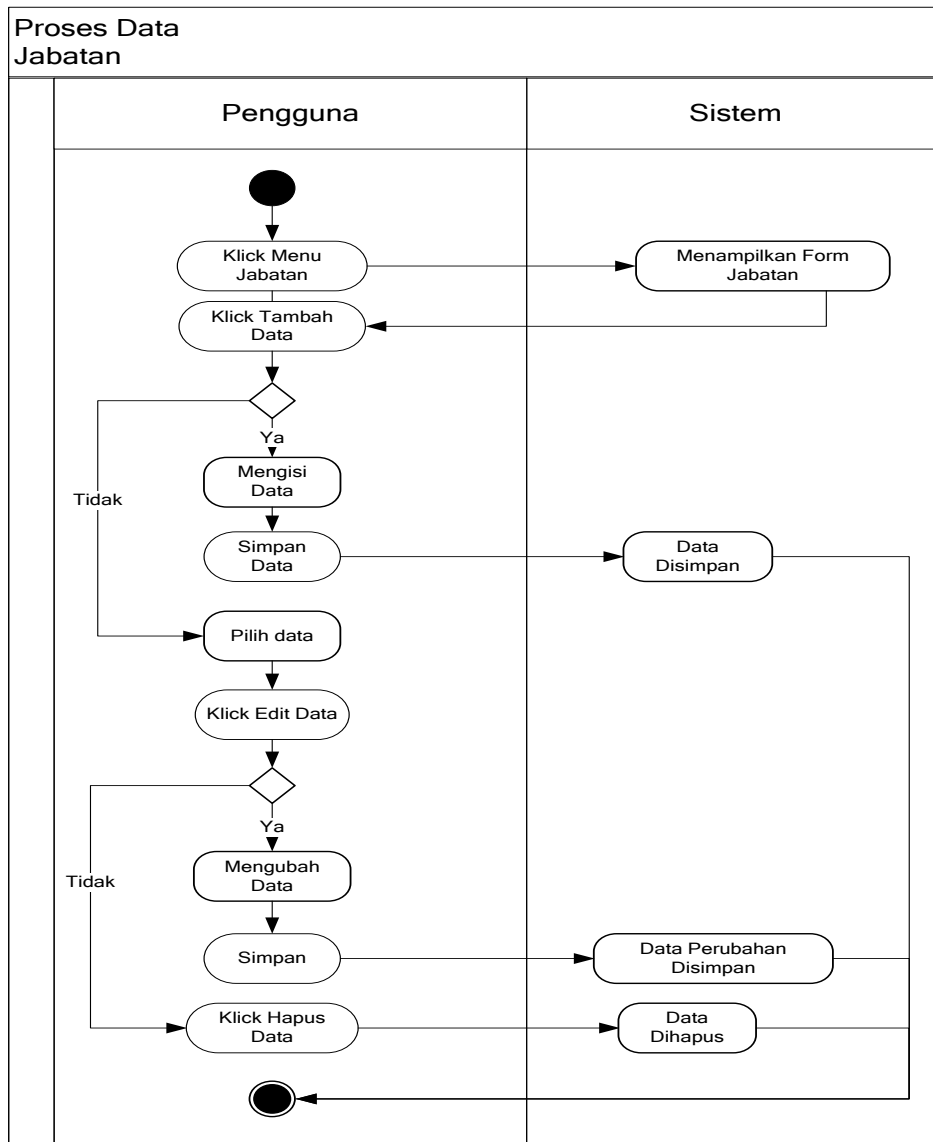 Proses Data
Jabatan
Pengguna
Sistem
Klick Menu
Jabatan
Menampilkan Form
Jabatan
Klick Tambah
Data
Ya
Mengisi
Data
Tidak
Simpan
Data
Data
Disimpan
Pilih data
Klick Edit Data
Ya
Mengubah
Data
Tidak
Simpan
Data Perubahan
Disimpan
Klick Hapus
Data
Data
Dihapus